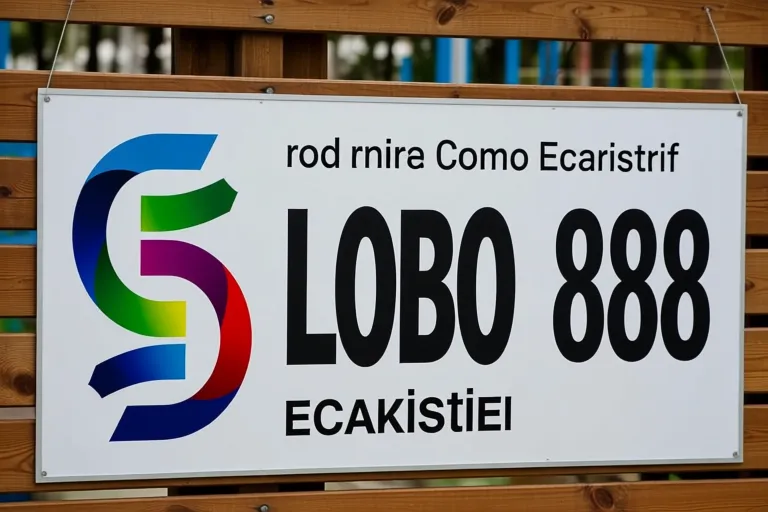 rod rnire Como Ecaristrif
LOBO 888
ECAKiStiEI